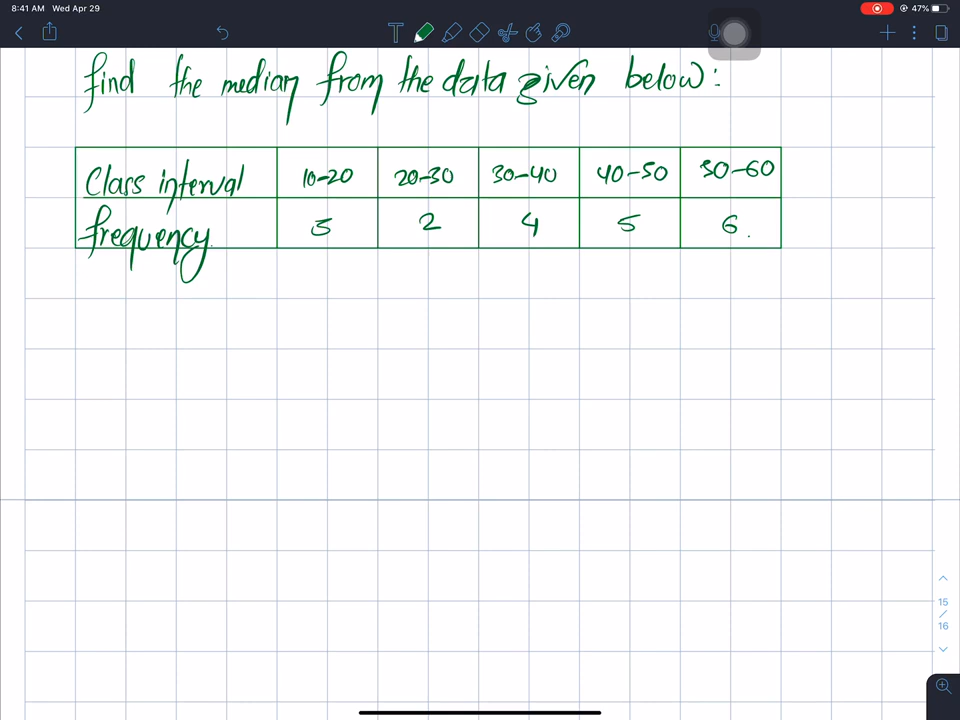 8:41 AM Wed Apr 29
47%
find the median from the data given below:
Class interval 10-20 20-30 30-40 40-50 50-60
frequency 3 2 4 5 6
15
/
16